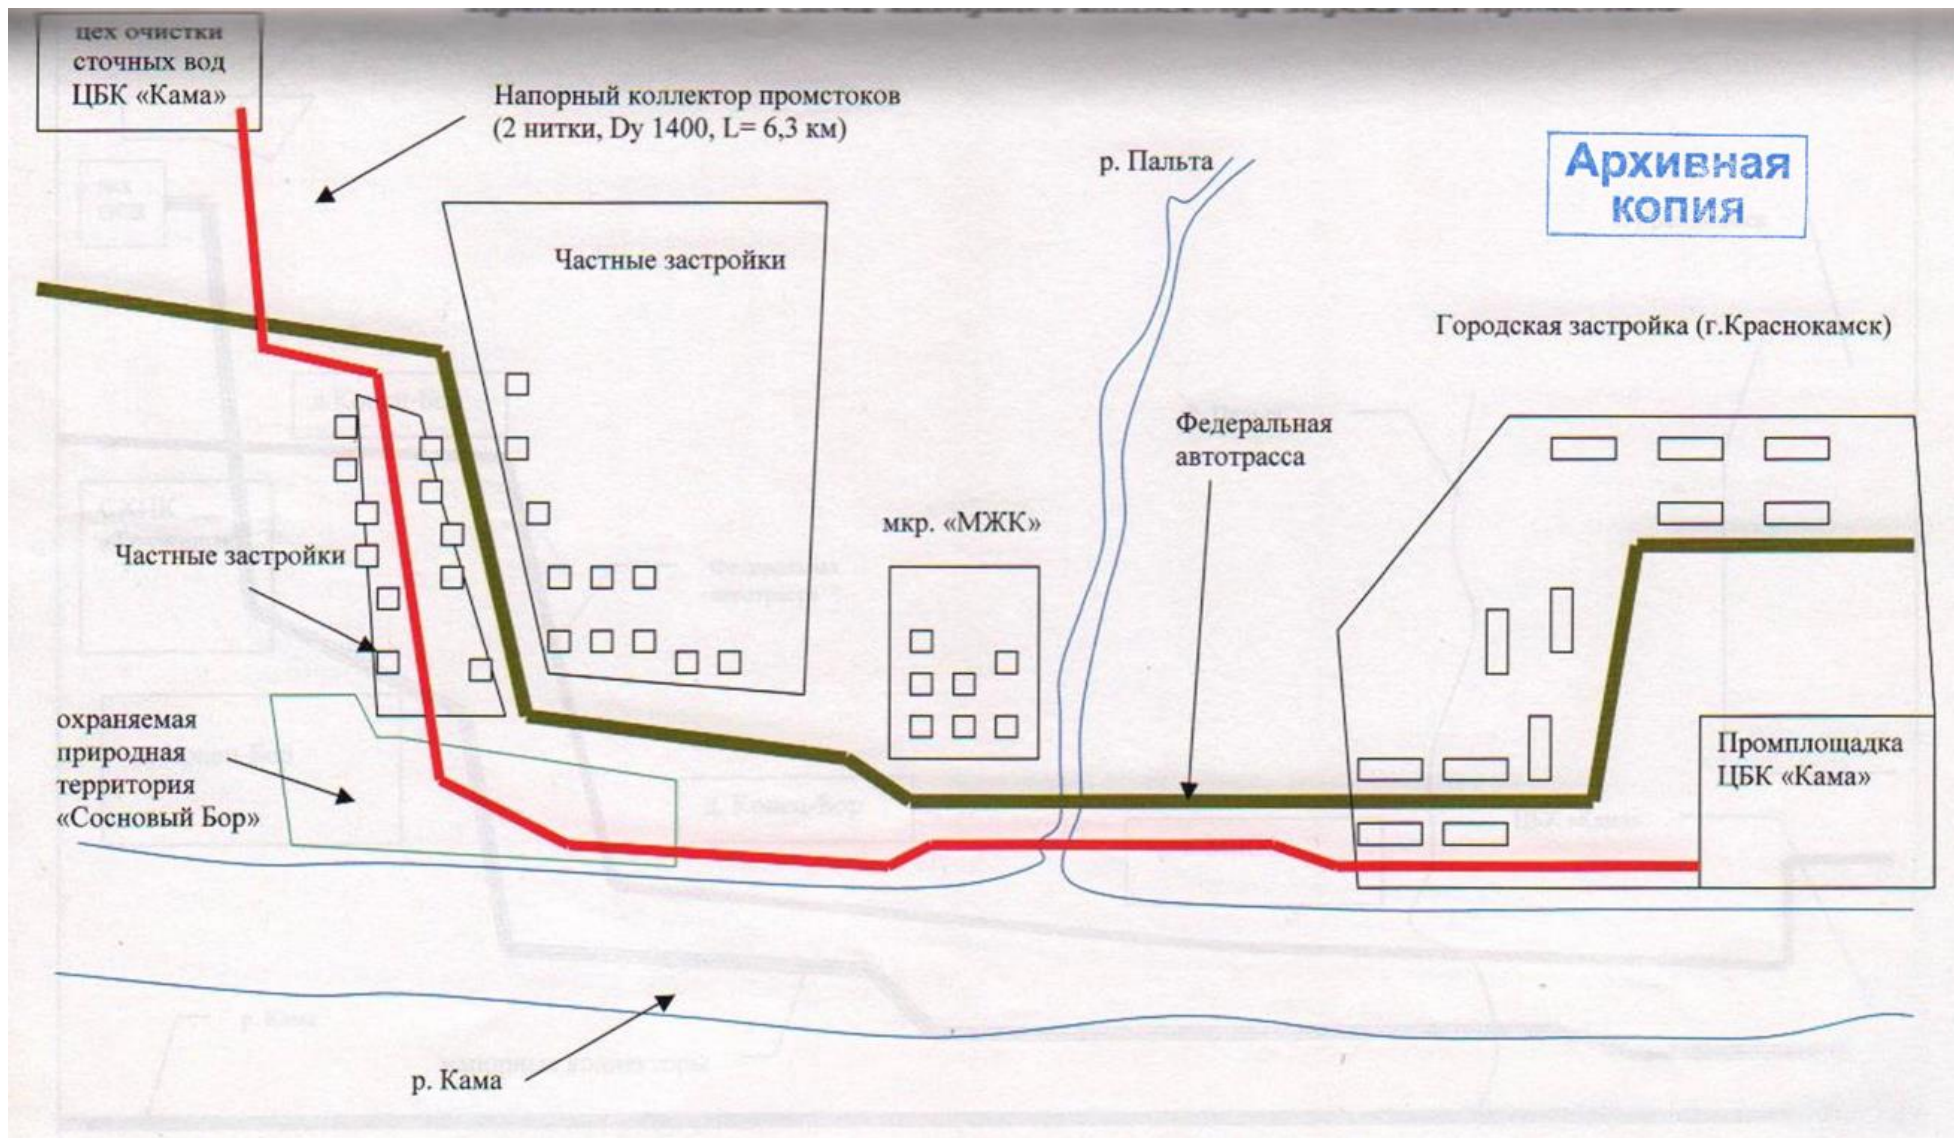 цех очистки
сточных вод
ЦБК «Кама»
Напорный коллектор промстоков
(2 нитки, Dy 1400, L= 6,3 км)
р. Пальта
Архивная
копия
Частные застройки
Городская застройка (г.Краснокамск)
Федеральная
автотрасса
мкр. «МЖК»
Частные застройки
охраняемая
природная
территория
«Сосновый Бор»
Промплощадка
ЦБК «Кама»
р. Кама